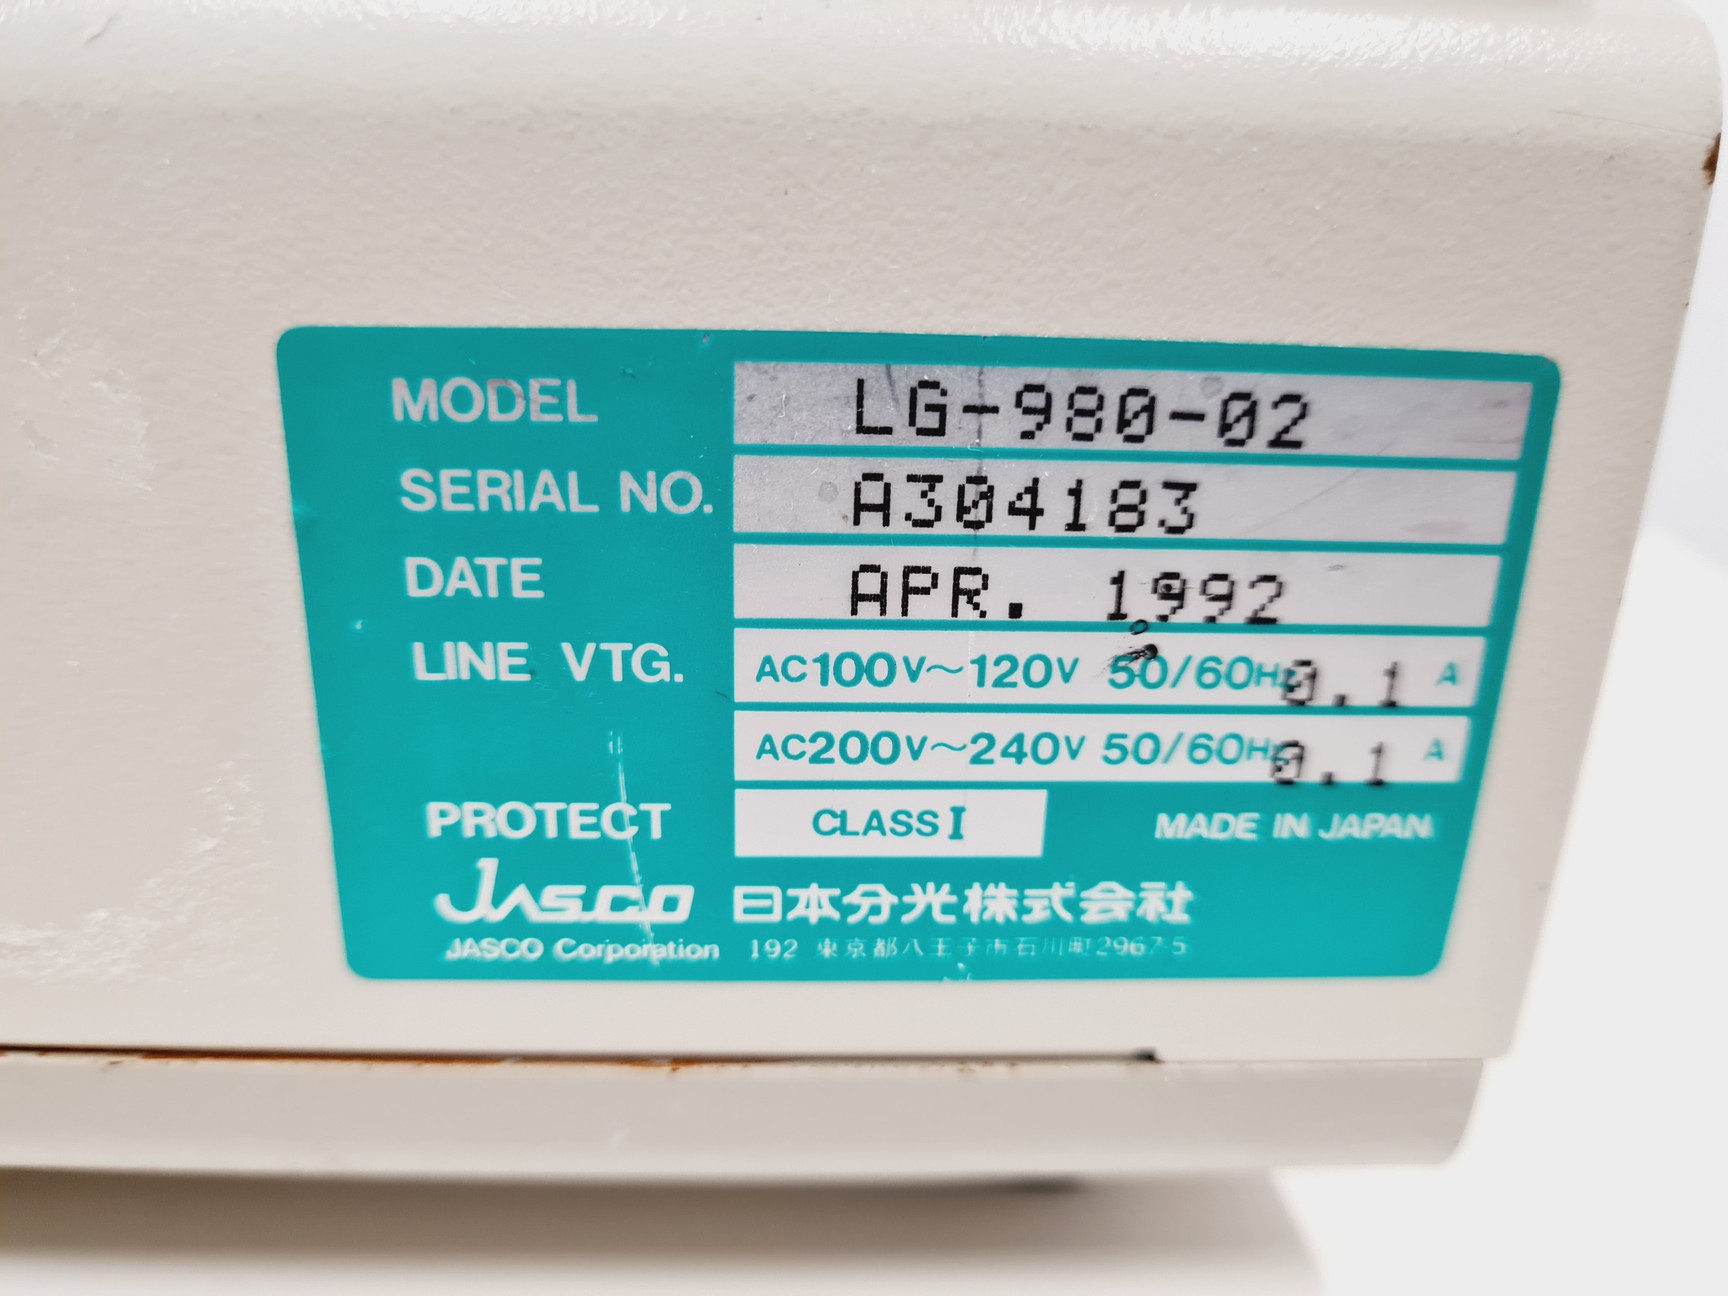 MODEL LG-980-02
SERIAL NO. A304183
DATE APR. 1992
LINE VTG. AC100V～120V 50/60Hz 0.1 A
AC200V～240V 50/60Hz 0.1 A
PROTECT CLASS I MADE IN JAPAN
JASCO 日本分光株式会社
JASCO Corporation 192 東京都八王子市石川町2967-5